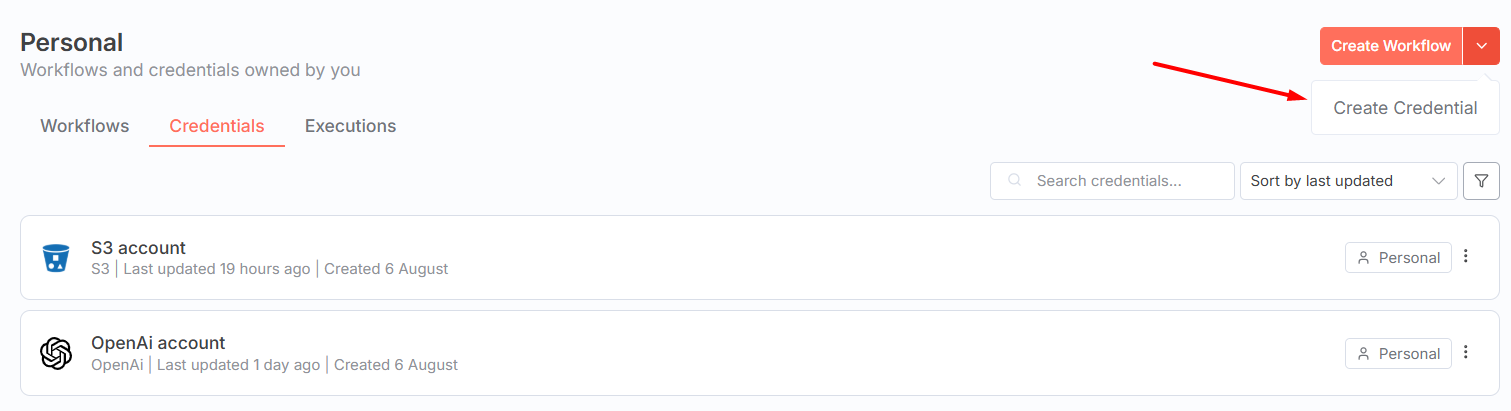 Personal
Create Workflow
Workflows and credentials owned by you
Create Credential
Workflows Credentials Executions
Search credentials...
Sort by last updated
S3 account
S3 | Last updated 19 hours ago | Created 6 August
Personal
OpenAi account
OpenAi | Last updated 1 day ago | Created 6 August
Personal